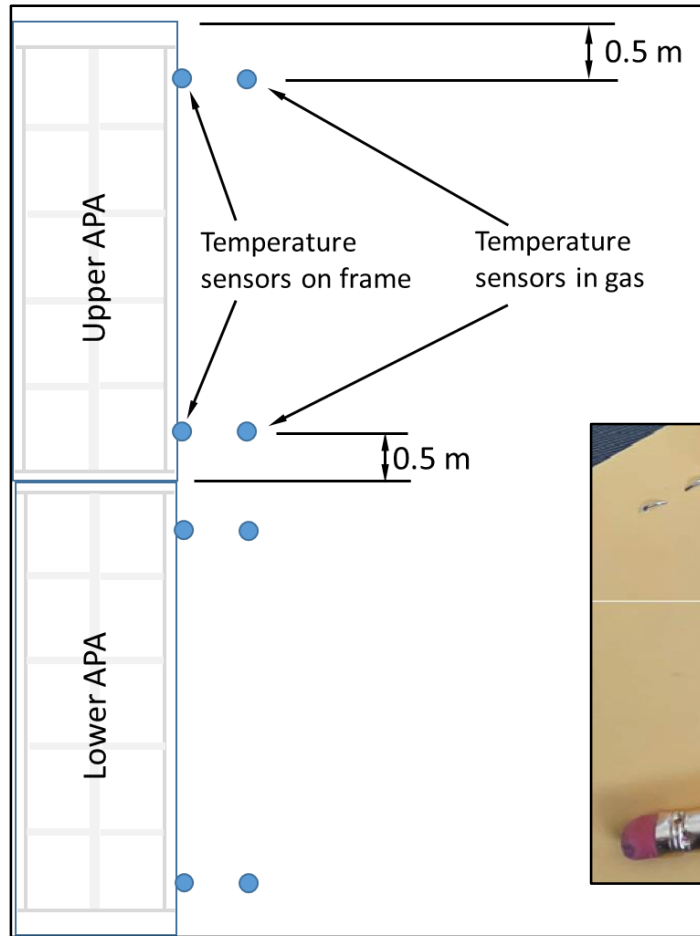 0.5 m
Upper APA
Temperature
sensors on frame
Temperature
sensors in gas
0.5 m
Lower APA